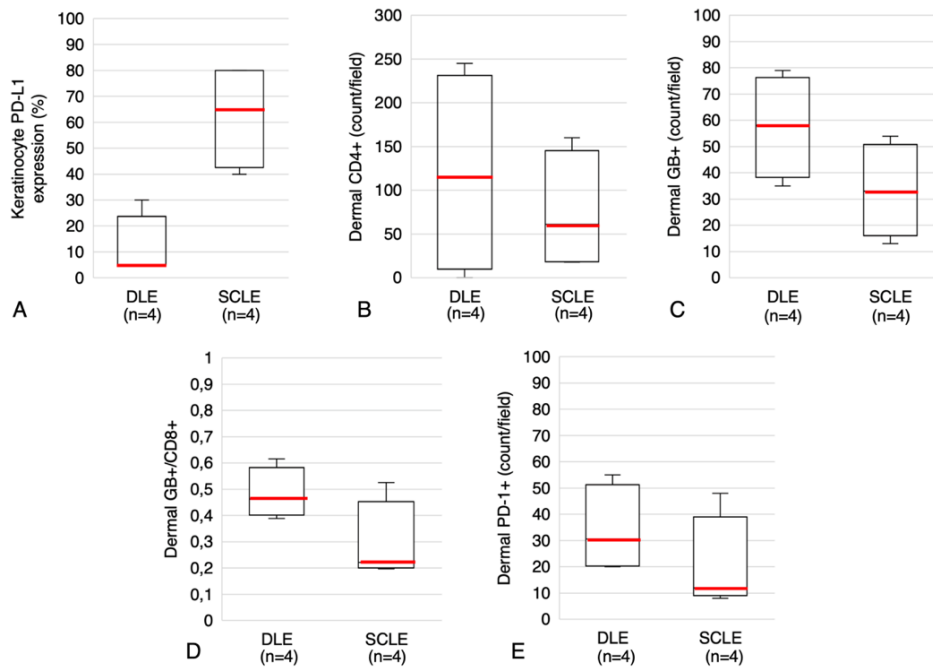 Keratinocyte PD-L1
expression (%)
100
90
80
70
60
50
40
30
20
10
0
DLE
(n=4)
SCLE
(n=4)
A
Dermal CD4+ (count/field)
300
250
200
150
100
50
0
DLE
(n=4)
SCLE
(n=4)
B
Dermal GB+ (count/field)
100
90
80
70
60
50
40
30
20
10
0
DLE
(n=4)
SCLE
(n=4)
C
Dermal GB+/CD8+
1
0,9
0,8
0,7
0,6
0,5
0,4
0,3
0,2
0,1
0
DLE
(n=4)
SCLE
(n=4)
D
Dermal PD-1+ (count/field)
100
90
80
70
60
50
40
30
20
10
0
DLE
(n=4)
SCLE
(n=4)
E